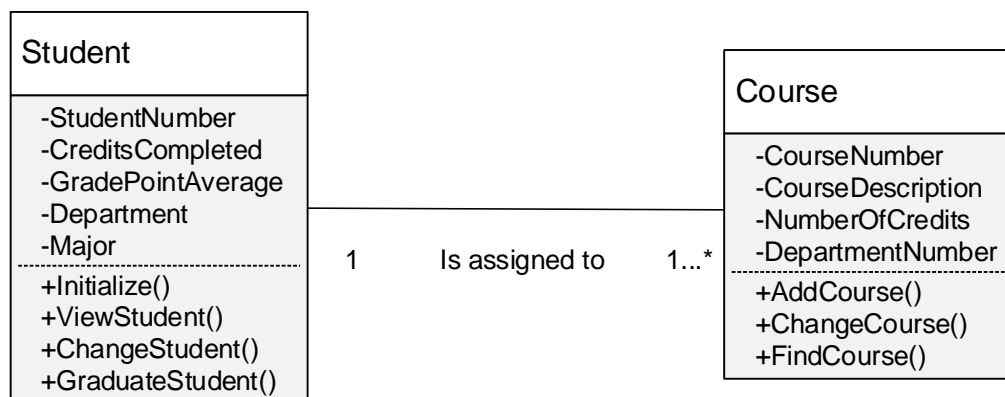 Student
-StudentNumber
-CreditsCompleted
-GradePointAverage
-Department
-Major
+Initialize()
+ViewStudent()
+ChangeStudent()
+GraduateStudent()
1 Is assigned to 1...*
Course
-CourseNumber
-CourseDescription
-NumberOfCredits
-DepartmentNumber
+AddCourse()
+ChangeCourse()
+FindCourse()